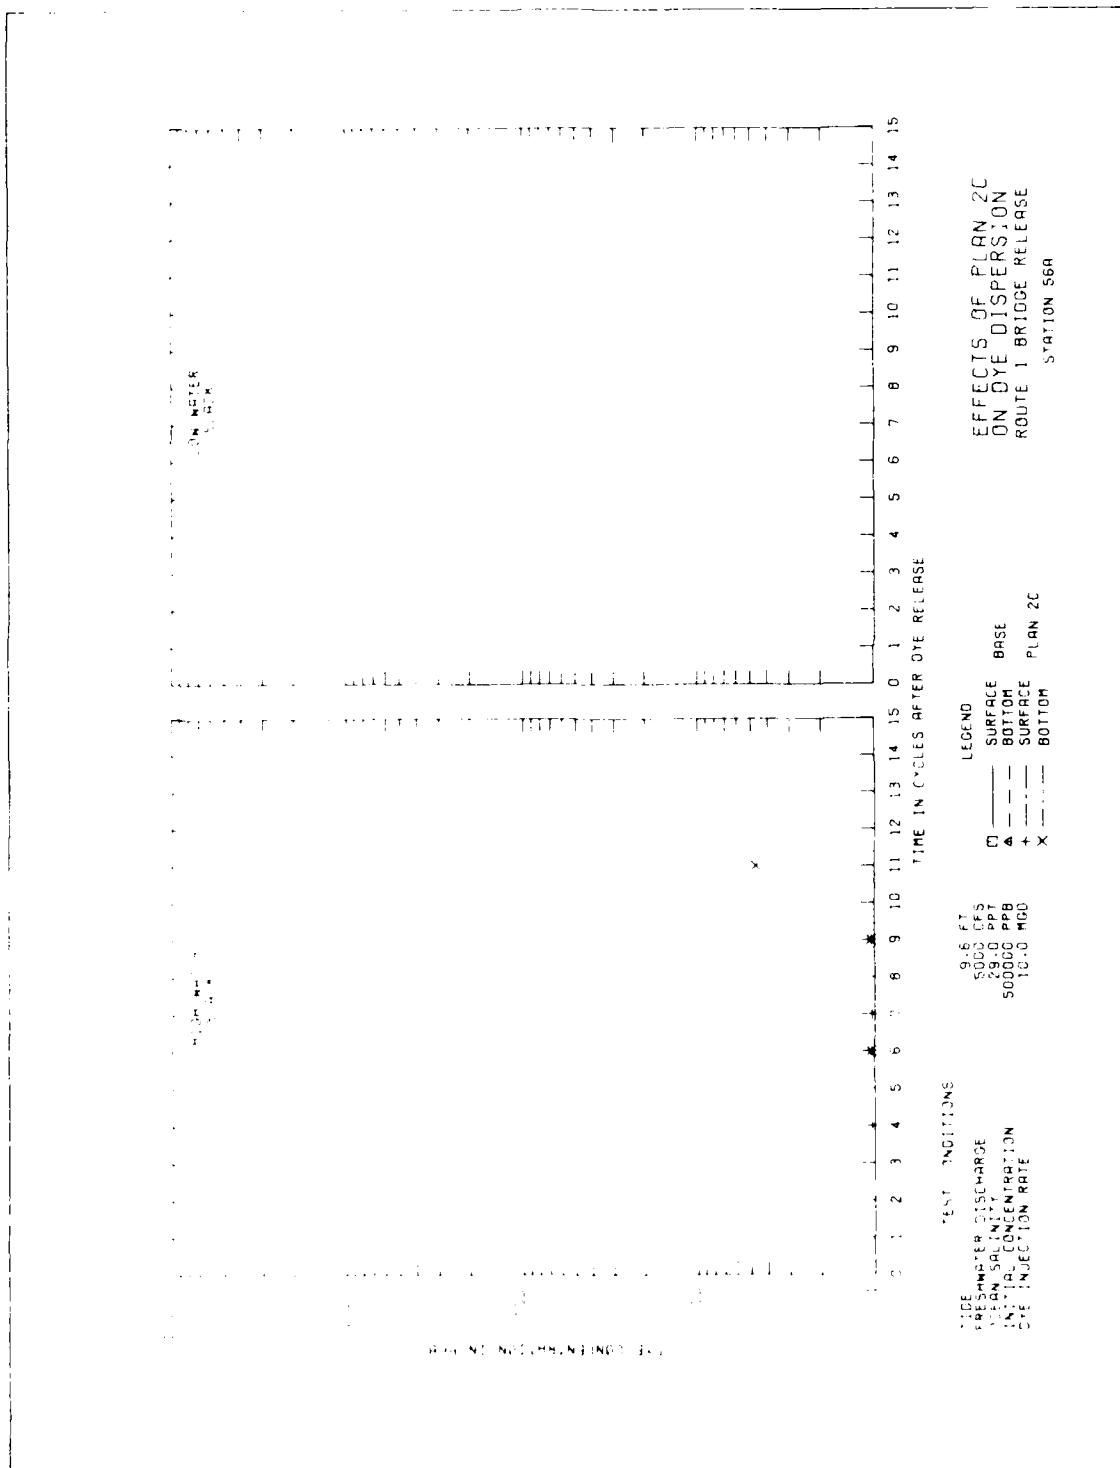 LOW WATER
0 1 2 3 4 5 6 7 8 9 10 11 12 13 14 15
0 1 2 3 4 5 6 7 8 9 10 11 12 13 14 15
TIME IN CYCLES AFTER DYE RELEASE
TEST CONDITIONS
TIDE 9.6 FT
FRESHWATER DISCHARGE 5000 CFS
OCEAN SALINITY 29.0 PPT
INITIAL CONCENTRATION 500000 PPB
DYE INJECTION RATE 10.0 MGD
LEGEND
SURFACE BASE
BOTTOM
SURFACE PLAN 2C
BOTTOM
EFFECTS OF PLAN 2C
ON DYE DISPERSION
ROUTE 1 BRIDGE RELEASE
STATION 56A